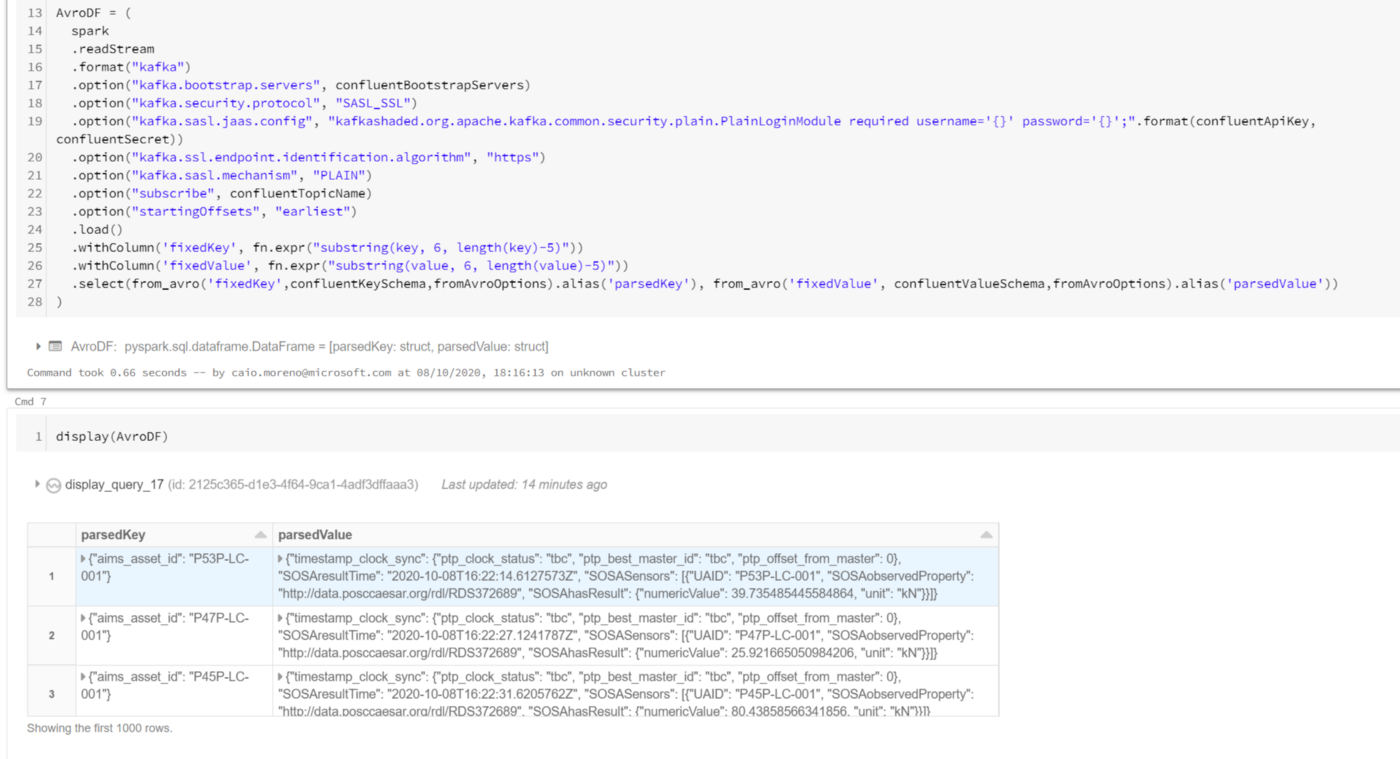 13 AvroDF = (
14 spark
15 .readStream
16 .format("kafka")
17 .option("kafka.bootstrap.servers", confluentBootstrapServers)
18 .option("kafka.security.protocol", "SASL_SSL")
19 .option("kafka.sasl.jaas.config", "kafkashaded.org.apache.kafka.common.security.plain.PlainLoginModule required username='{}' password='{}';".format(confluentApiKey,
confluentSecret))
20 .option("kafka.ssl.endpoint.identification.algorithm", "https")
21 .option("kafka.sasl.mechanism", "PLAIN")
22 .option("subscribe", confluentTopicName)
23 .option("startingOffsets", "earliest")
24 .load()
25 .withColumn('fixedKey', fn.expr("substring(key, 6, length(key)-5)"))
26 .withColumn('fixedValue', fn.expr("substring(value, 6, length(value)-5)"))
27 .select(from_avro('fixedKey',confluentKeySchema,fromAvroOptions).alias('parsedKey'), from_avro('fixedValue', confluentValueSchema,fromAvroOptions).alias('parsedValue'))
28 )
AvroDF: pyspark.sql.dataframe.DataFrame = [parsedKey: struct, parsedValue: struct]
Command took 0.66 seconds -- by caio.moreno@microsoft.com at 08/10/2020, 18:16:13 on unknown cluster
Cmd 7
1 display(AvroDF)
display_query_17 (id: 2125c365-d1e3-4f64-9ca1-4adf3dffaaa3) Last updated: 14 minutes ago
parsedKey parsedValue
1 {"aims_asset_id": "P53P-LC-001"} {"timestamp_clock_sync": {"ptp_clock_status": "tbc", "ptp_best_master_id": "tbc", "ptp_offset_from_master": 0},
"SOSAresultTime": "2020-10-08T16:22:14.6127573Z", "SOSASensors": [{"UAID": "P53P-LC-001", "SOSAobservedProperty":
"http://data.posccaesar.org/rdl/RDS372689", "SOSAhasResult": {"numericValue": 39.735485445584864, "unit": "kN"}}]}
2 {"aims_asset_id": "P47P-LC-001"} {"timestamp_clock_sync": {"ptp_clock_status": "tbc", "ptp_best_master_id": "tbc", "ptp_offset_from_master": 0},
"SOSAresultTime": "2020-10-08T16:22:27.1241787Z", "SOSASensors": [{"UAID": "P47P-LC-001", "SOSAobservedProperty":
"http://data.posccaesar.org/rdl/RDS372689", "SOSAhasResult": {"numericValue": 25.921665050984206, "unit": "kN"}}]}
3 {"aims_asset_id": "P45P-LC-001"} {"timestamp_clock_sync": {"ptp_clock_status": "tbc", "ptp_best_master_id": "tbc", "ptp_offset_from_master": 0},
"SOSAresultTime": "2020-10-08T16:22:31.6205762Z", "SOSASensors": [{"UAID": "P45P-LC-001", "SOSAobservedProperty":
"http://data.posccaesar.org/rdl/RDS372689", "SOSAhasResult": {"numericValue": 80.43858566341856, "unit": "kN"}}]}
Showing the first 1000 rows.